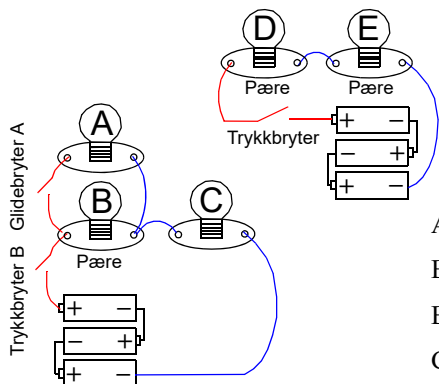 D E
Pære Pære
Trykkbryter
+ −
− +
+ −
Glidebryter A
A
B
C
Trykkbryter B
Pære
+ −
− +
+ −
A
E
E
C